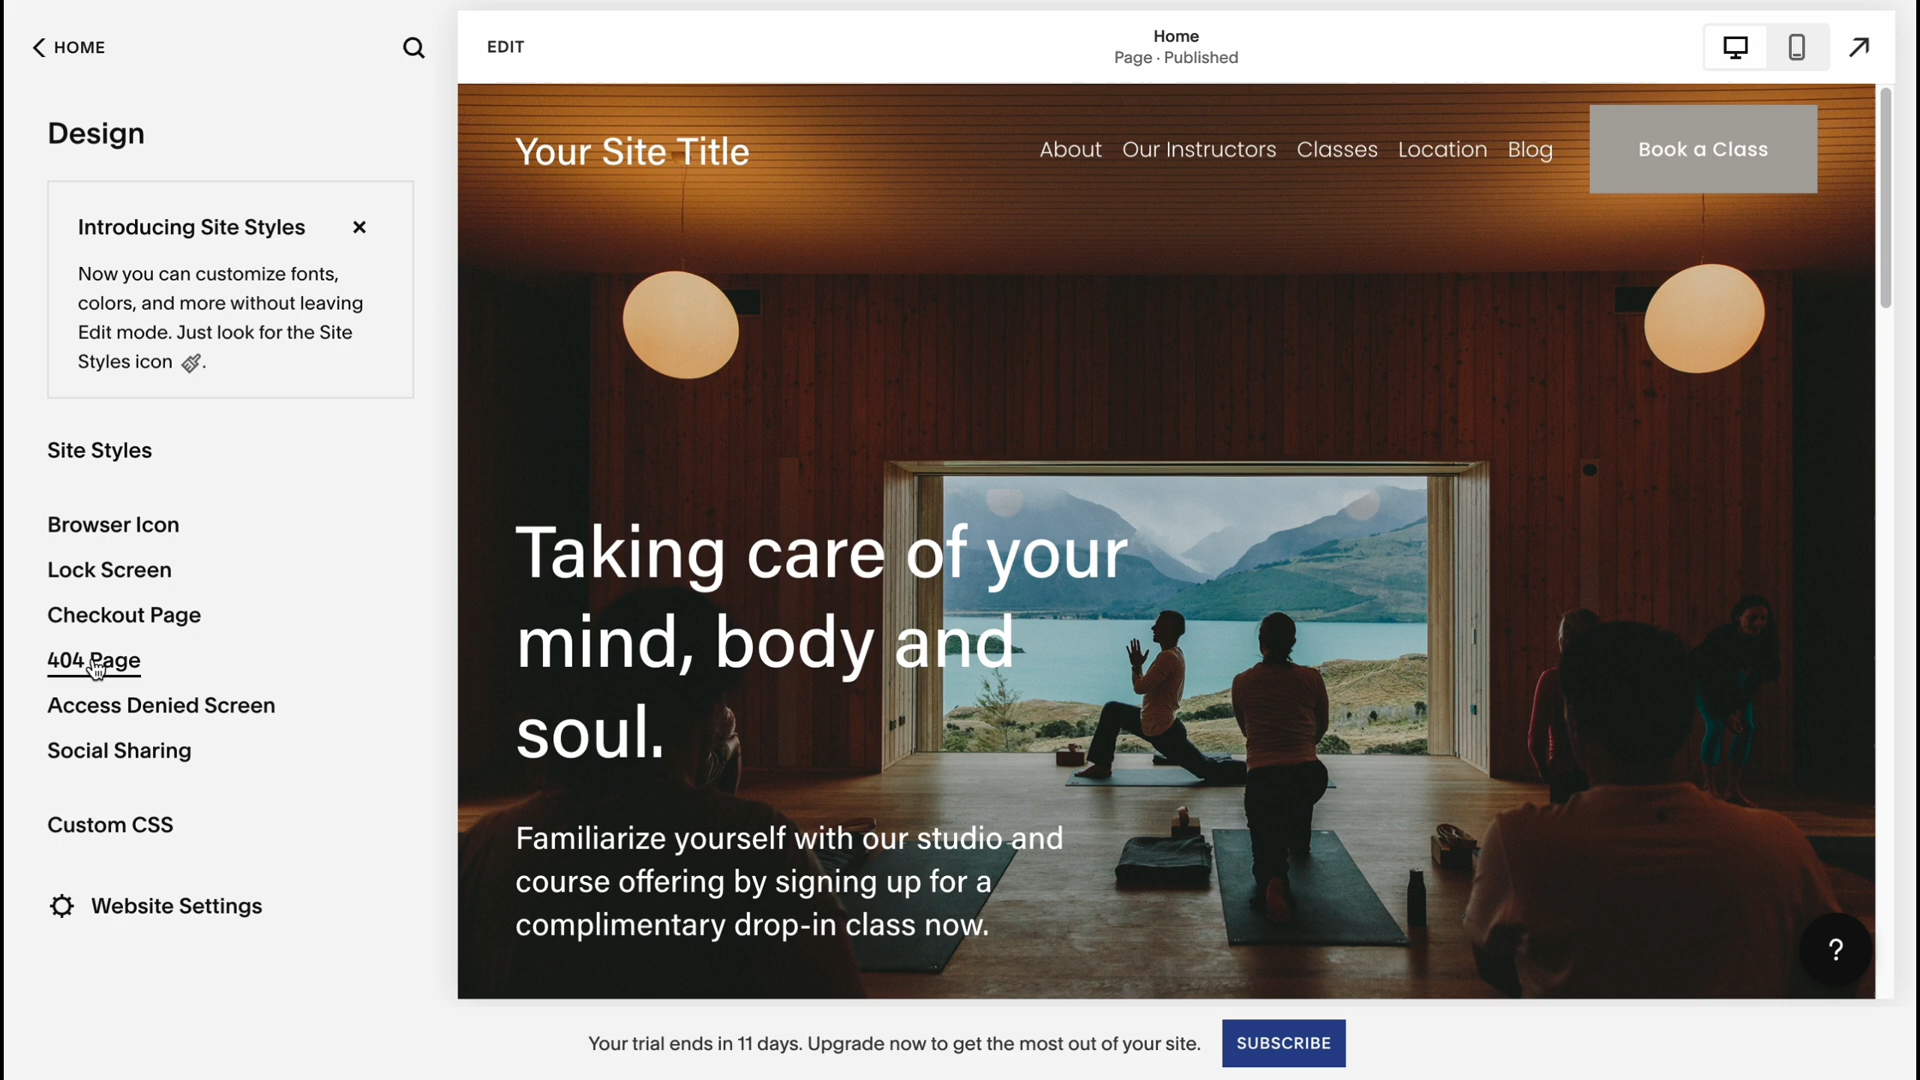 HOME
Design
Introducing Site Styles
Now you can customize fonts,
colors, and more without leaving
Edit mode. Just look for the Site
Styles icon .
Site Styles
Browser Icon
Lock Screen
Checkout Page
404 Page
Access Denied Screen
Social Sharing
Custom CSS
Website Settings
EDIT
Home
Page · Published
Your Site Title
About Our Instructors Classes Location Blog
Book a Class
Taking care of your
mind, body and
soul.
Familiarize yourself with our studio and
course offering by signing up for a
complimentary drop-in class now.
?
Your trial ends in 11 days. Upgrade now to get the most out of your site.
SUBSCRIBE